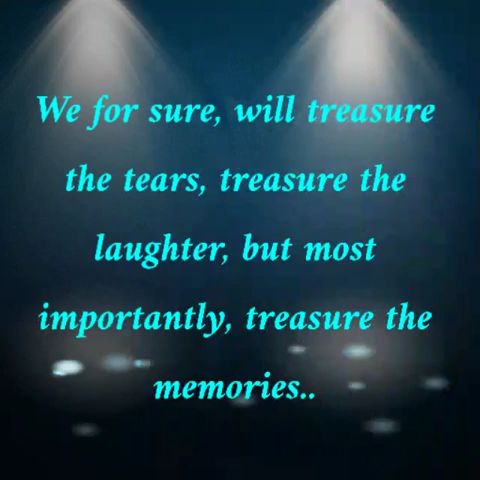 We for sure, will treasure
the tears, treasure the
laughter, but most
importantly, treasure the
memories..